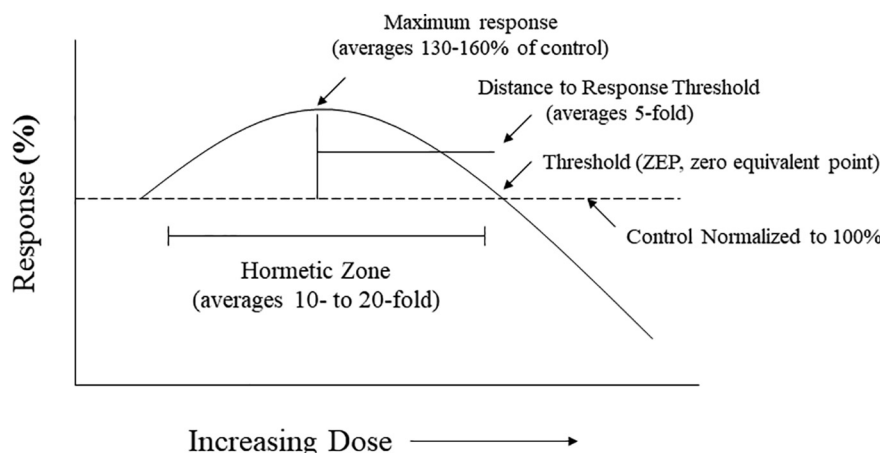 Maximum response
(averages 130-160% of control)
Distance to Response Threshold
(averages 5-fold)
Threshold (ZEP, zero equivalent point)
Control Normalized to 100%
Hormetic Zone
(averages 10- to 20-fold)
Response (%)
Increasing Dose